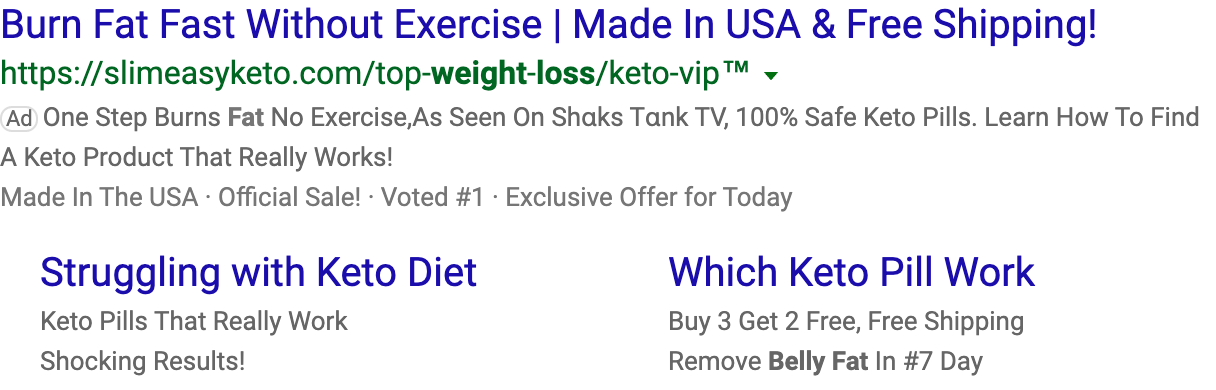 Burn Fat Fast Without Exercise | Made In USA & Free Shipping!
https://slimeasyketo.com/top-weight-loss/keto-vip™
Ad One Step Burns Fat No Exercise,As Seen On Shɑks Tɑnk TV, 100% Safe Keto Pills. Learn How To Find
A Keto Product That Really Works!
Made In The USA · Official Sale! · Voted #1 · Exclusive Offer for Today
Struggling with Keto Diet
Keto Pills That Really Work
Shocking Results!
Which Keto Pill Work
Buy 3 Get 2 Free, Free Shipping
Remove Belly Fat In #7 Day